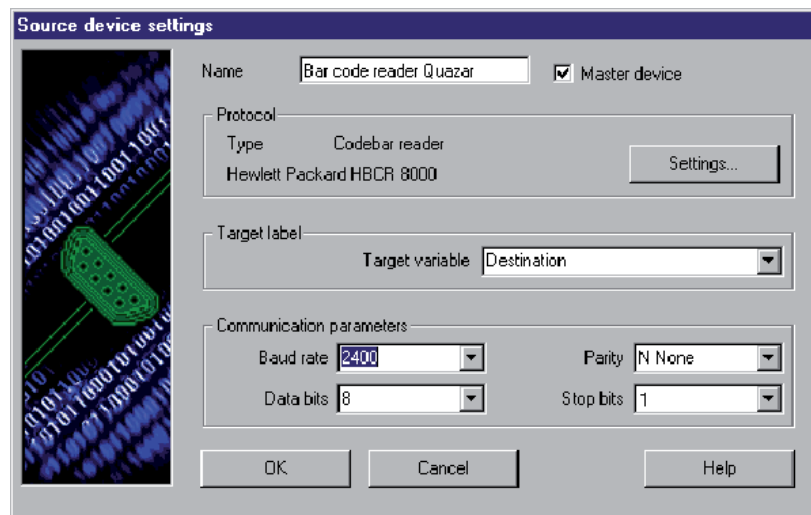 Source device settings
Name Bar code reader Quazar Master device
Protocol
Type Codebar reader
Hewlett Packard HBCR 8000
Settings...
Target label
Target variable Destination
Communication parameters
Baud rate 2400 Parity N None
Data bits 8 Stop bits 1
OK Cancel Help